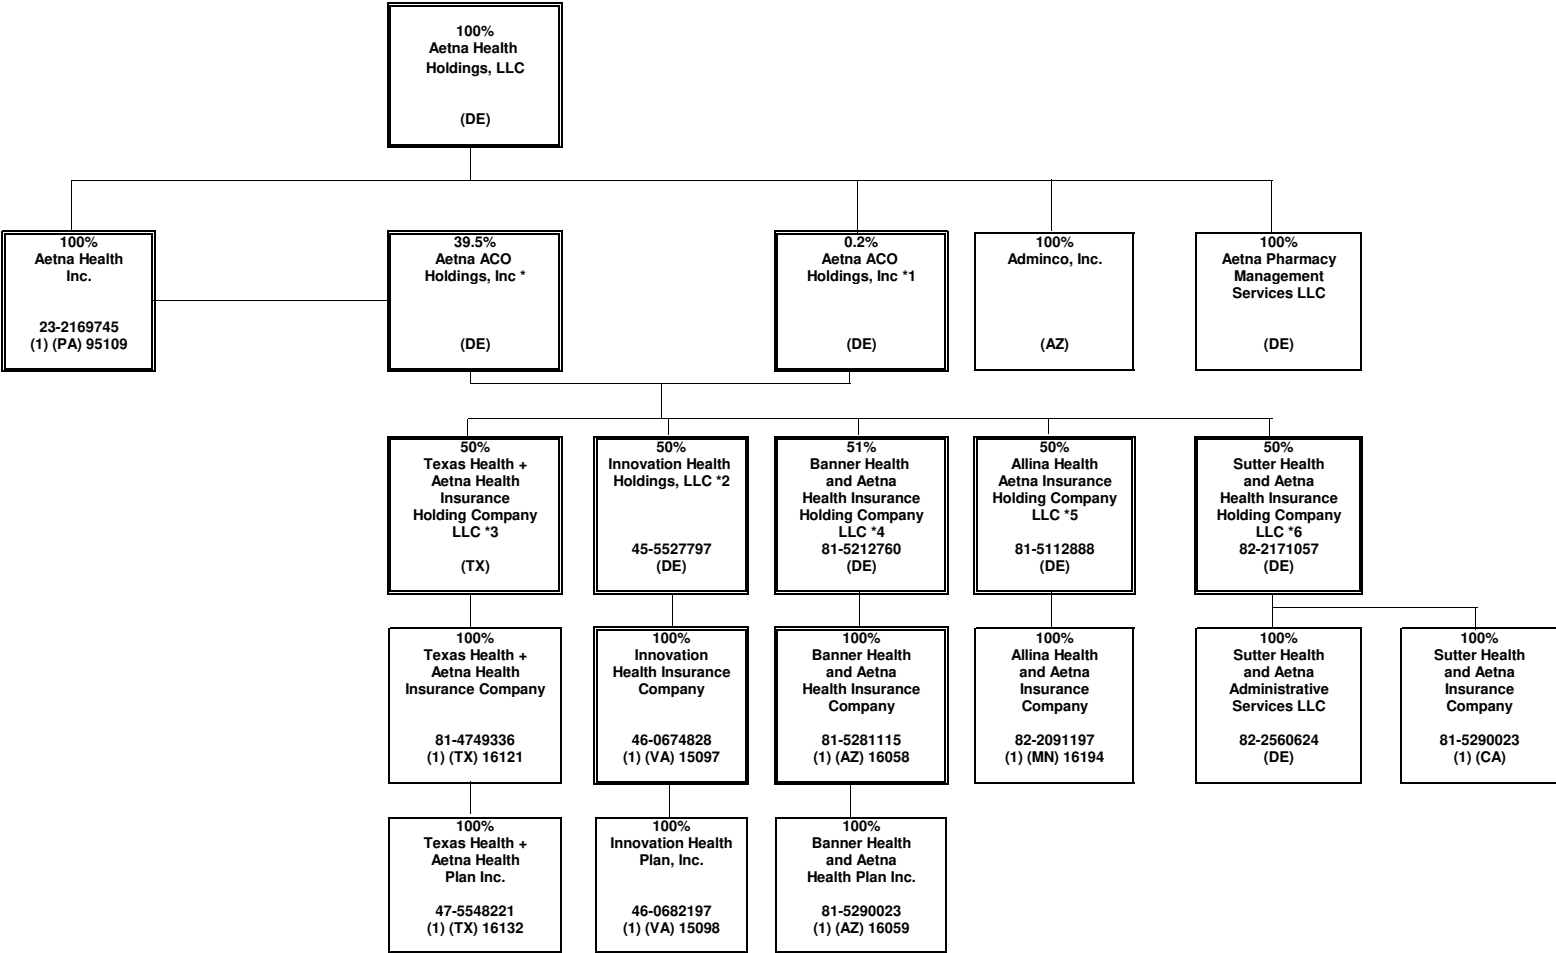 100%
Aetna Health
Holdings, LLC
(DE)
100%
Aetna Health
Inc.
23-2169745
(1) (PA) 95109
39.5%
Aetna ACO
Holdings, Inc *
(DE)
0.2%
Aetna ACO
Holdings, Inc *1
(DE)
100%
Adminco, Inc.
(AZ)
100%
Aetna Pharmacy
Management
Services LLC
(DE)
50%
Texas Health +
Aetna Health
Insurance
Holding Company
LLC *3
(TX)
50%
Innovation Health
Holdings, LLC *2
45-5527797
(DE)
51%
Banner Health
and Aetna
Health Insurance
Holding Company
LLC *4
81-5212760
(DE)
50%
Allina Health
Aetna Insurance
Holding Company
LLC *5
81-5112888
(DE)
50%
Sutter Health
and Aetna
Health Insurance
Holding Company
LLC *6
82-2171057
(DE)
100%
Texas Health +
Aetna Health
Insurance Company
81-4749336
(1) (TX) 16121
100%
Innovation
Health Insurance
Company
46-0674828
(1) (VA) 15097
100%
Banner Health
and Aetna
Health Insurance
Company
81-5281115
(1) (AZ) 16058
100%
Allina Health
and Aetna
Insurance
Company
82-2091197
(1) (MN) 16194
100%
Sutter Health
and Aetna
Administrative
Services LLC
82-2560624
(DE)
100%
Sutter Health
and Aetna
Insurance
Company
81-5290023
(1) (CA)
100%
Texas Health +
Aetna Health
Plan Inc.
47-5548221
(1) (TX) 16132
100%
Innovation Health
Plan, Inc.
46-0682197
(1) (VA) 15098
100%
Banner Health
and Aetna
Health Plan Inc.
81-5290023
(1) (AZ) 16059